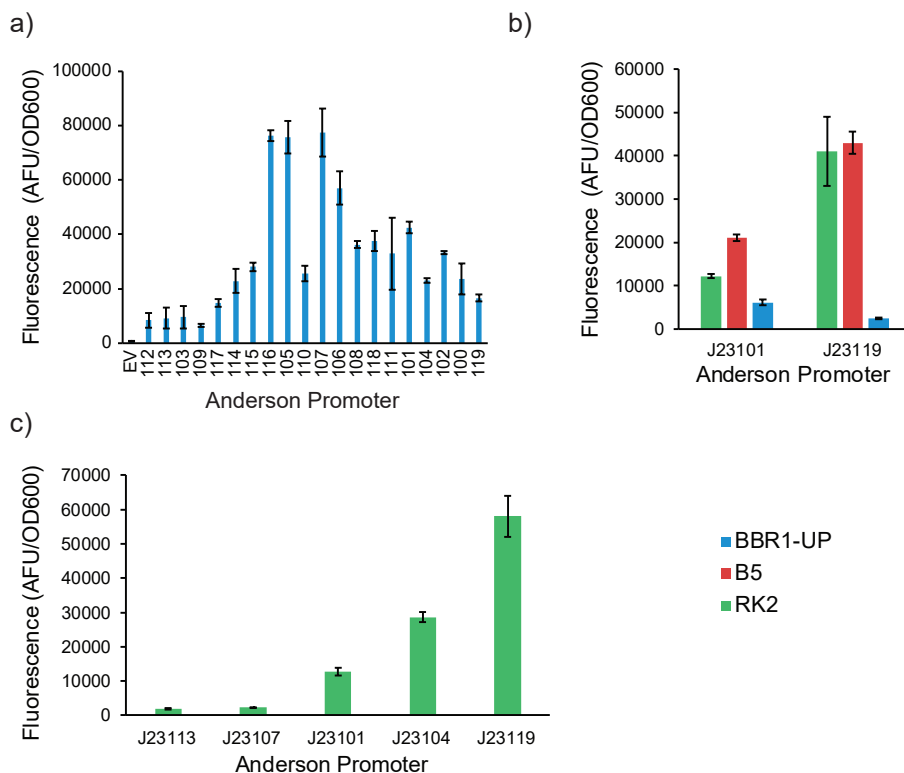 a)
Fluorescence (AFU/OD600)
100000
80000
60000
40000
20000
0
EV
112
113
103
109
117
114
115
116
105
110
107
106
108
118
111
101
104
102
100
119
Anderson Promoter
b)
Fluorescence (AFU/OD600)
60000
50000
40000
30000
20000
10000
0
J23101 J23119
Anderson Promoter
c)
Fluorescence (AFU/OD600)
70000
60000
50000
40000
30000
20000
10000
0
J23113 J23107 J23101 J23104 J23119
Anderson Promoter
BBR1-UP
B5
RK2